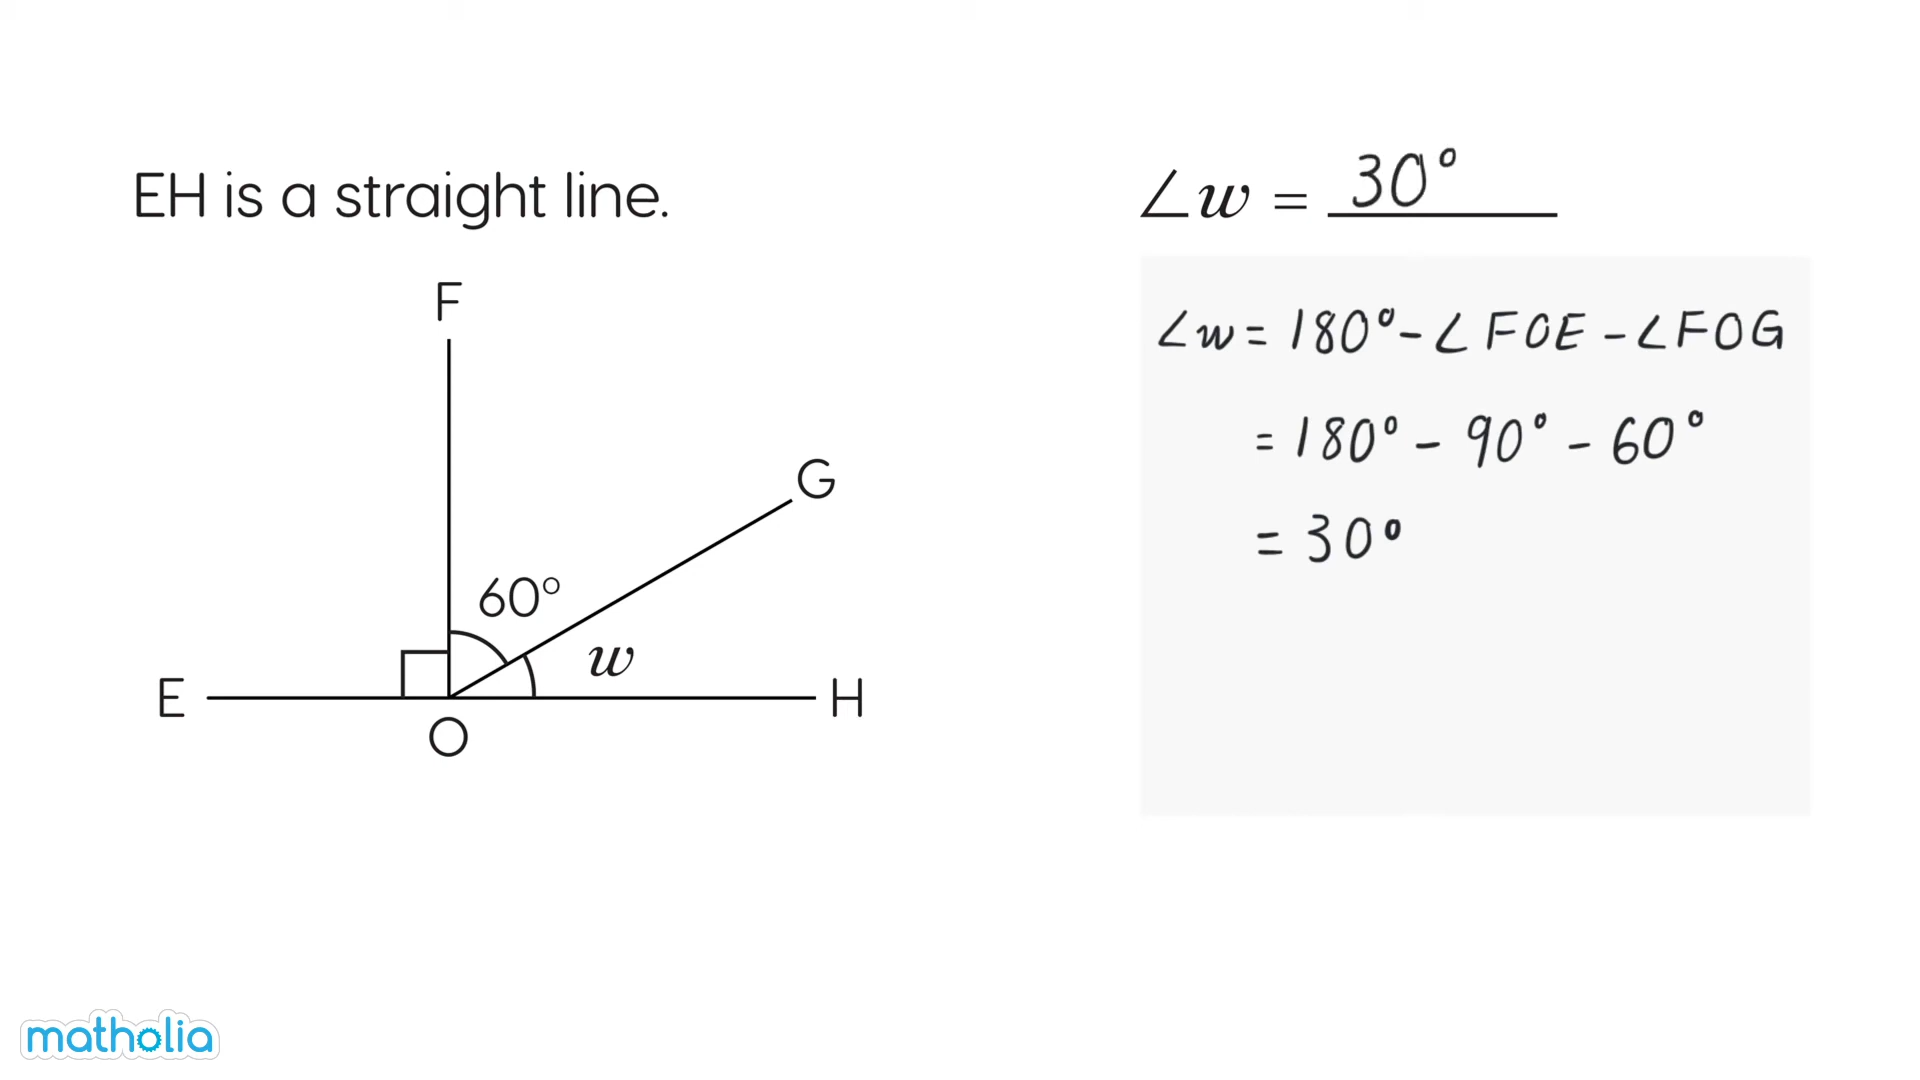 EH is a straight line.
F
G
60°
w
E
H
O
∠w = 30°
∠w = 180° - ∠FOE - ∠FOG
= 180° - 90° - 60°
= 30°
matholia